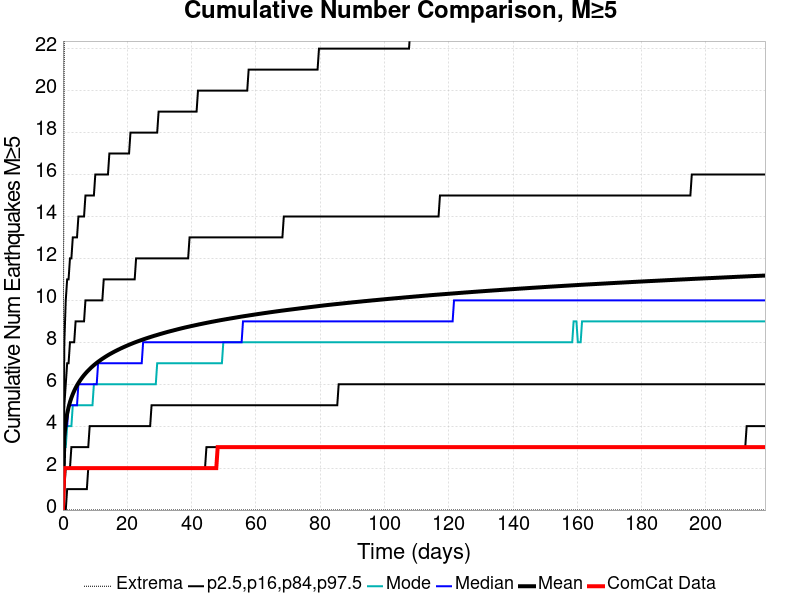 Cumulative Number Comparison, M≥5
Cumulative Num Earthquakes M≥5
22
20
18
16
14
12
10
8
6
4
2
0
0 20 40 60 80 100 120 140 160 180 200
Time (days)
Extrema p2.5,p16,p84,p97.5 Mode Median Mean ComCat Data